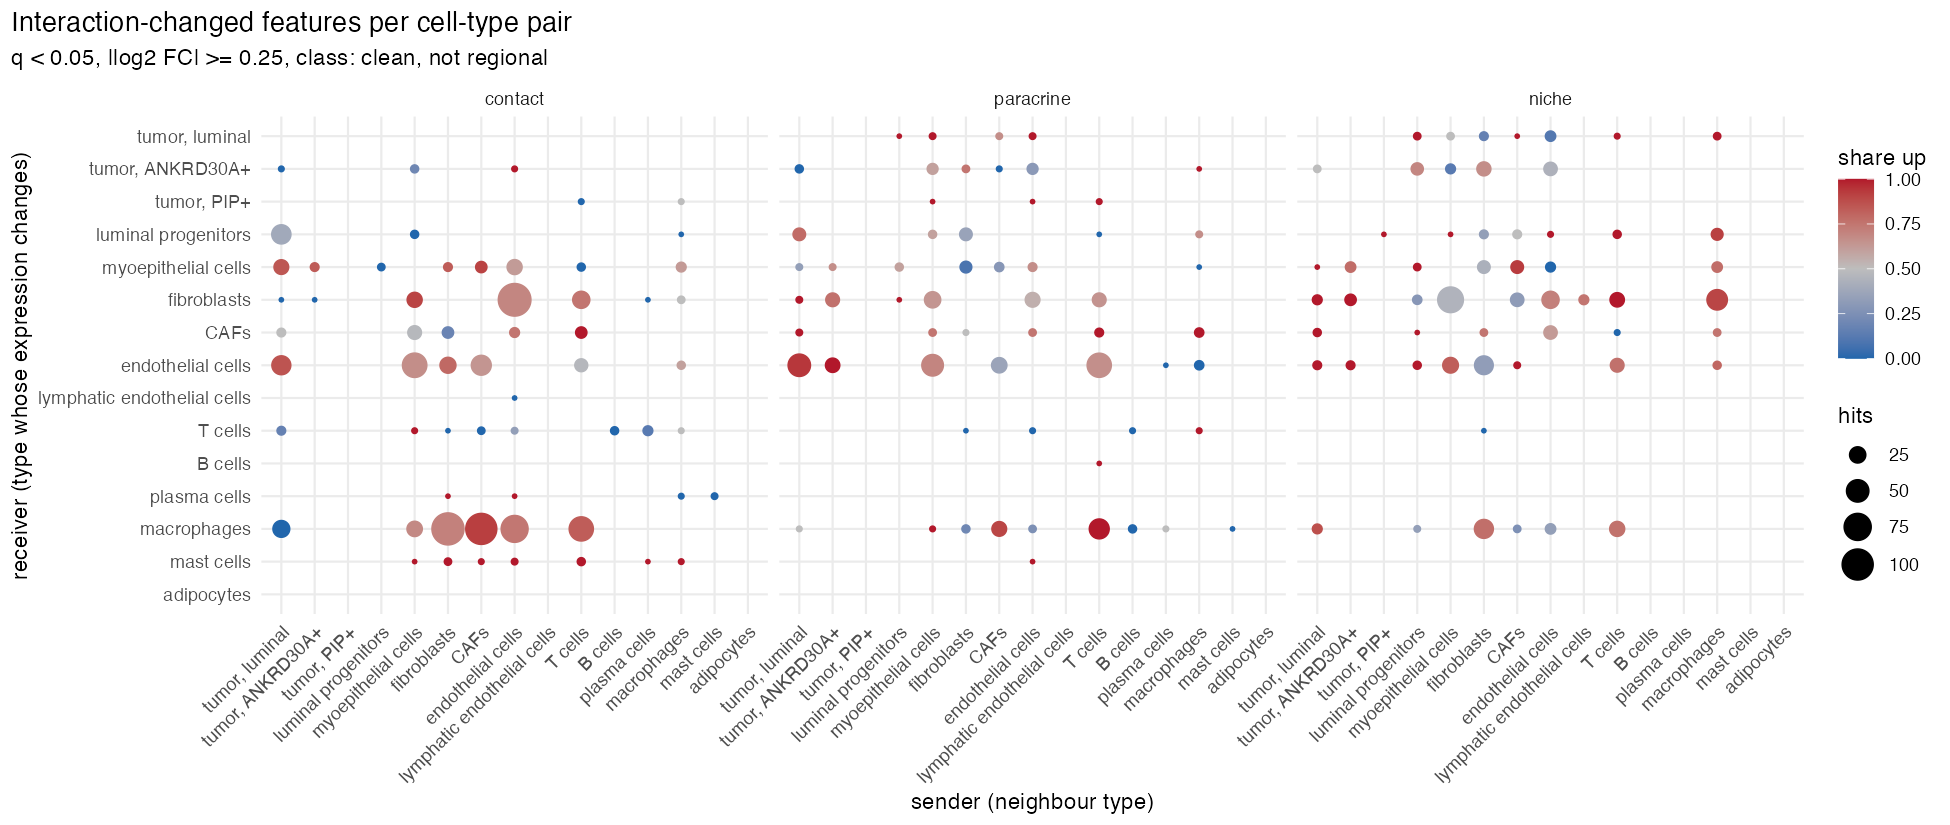 Interaction-changed features per cell-type pair
q < 0.05, |log2 FC| >= 0.25, class: clean, not regional
contact
paracrine
niche
receiver (type whose expression changes)
tumor, luminal
tumor, ANKRD30A+
tumor, PIP+
luminal progenitors
myoepithelial cells
fibroblasts
CAFs
endothelial cells
lymphatic endothelial cells
T cells
B cells
plasma cells
macrophages
mast cells
adipocytes
tumor, luminal
tumor, ANKRD30A+
tumor, PIP+
luminal progenitors
myoepithelial cells
fibroblasts
CAFs
endothelial cells
lymphatic endothelial cells
T cells
B cells
plasma cells
macrophages
mast cells
adipocytes
tumor, luminal
tumor, ANKRD30A+
tumor, PIP+
luminal progenitors
myoepithelial cells
fibroblasts
CAFs
endothelial cells
lymphatic endothelial cells
T cells
B cells
plasma cells
macrophages
mast cells
adipocytes
tumor, luminal
tumor, ANKRD30A+
tumor, PIP+
luminal progenitors
myoepithelial cells
fibroblasts
CAFs
endothelial cells
lymphatic endothelial cells
T cells
B cells
plasma cells
macrophages
mast cells
adipocytes
sender (neighbour type)
share up
1.00
0.75
0.50
0.25
0.00
hits
25
50
75
100